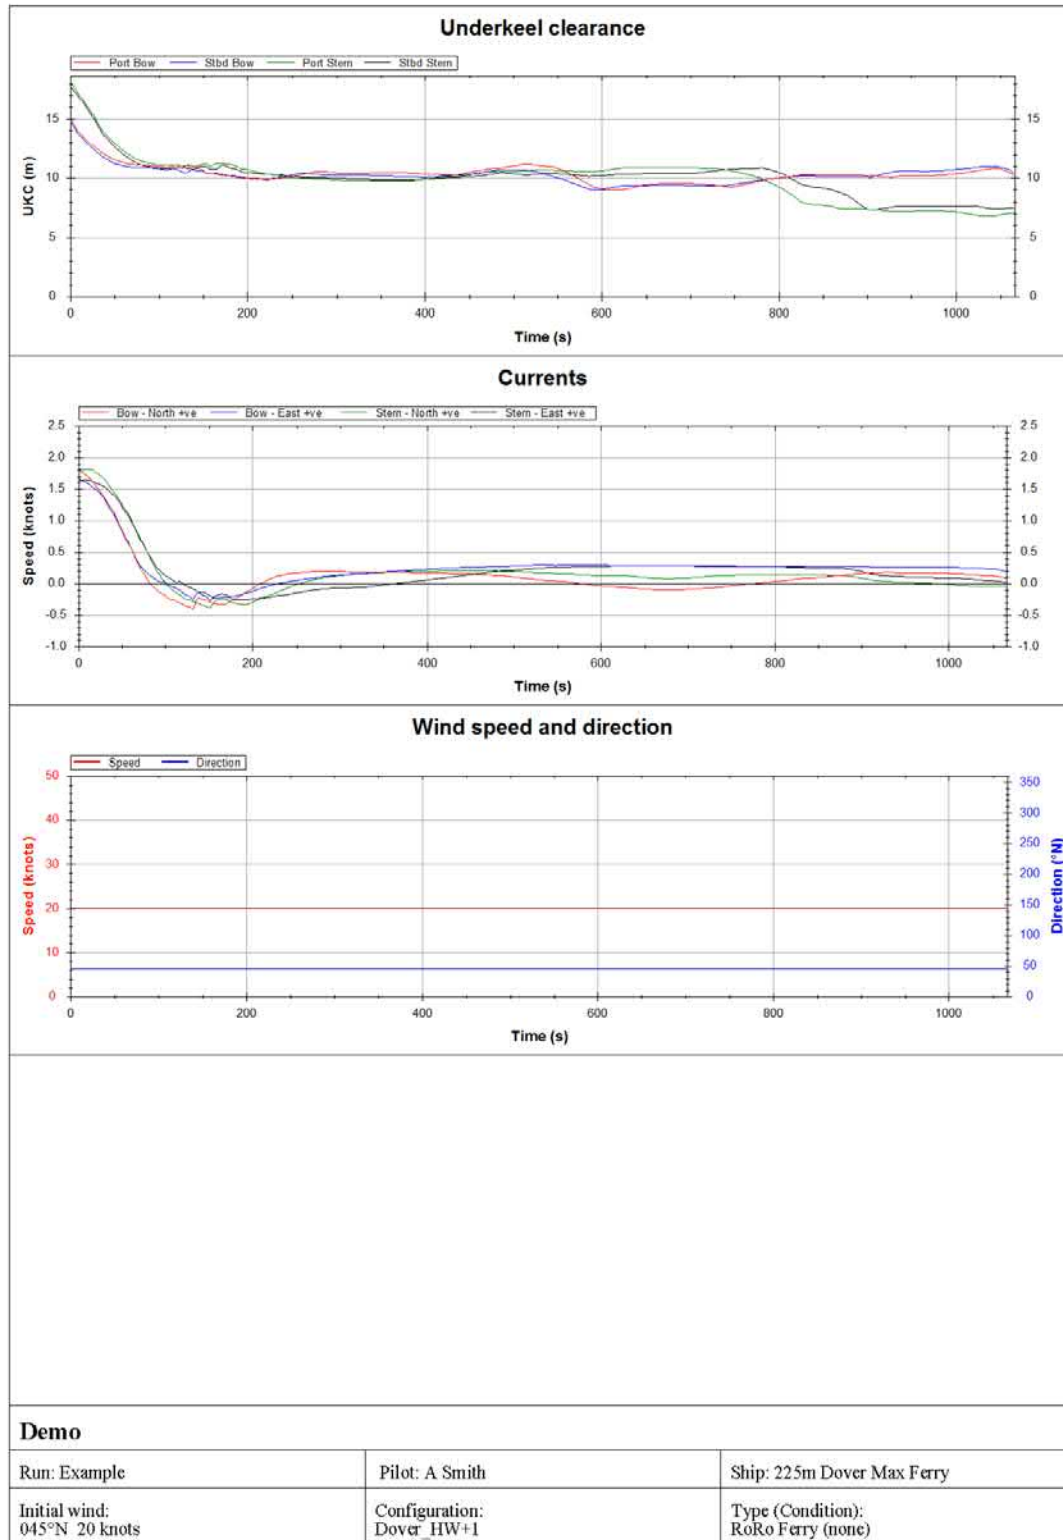 Underkeel clearance
Port Bow Stbd Bow Port Stern Stbd Stern
15 15
10 10
5 5
0 0
UKC (m)
0 200 400 600 800 1000
Time (s)
Currents
Bow - North +ve Bow - East +ve Stern - North +ve Stern - East +ve
2.5 2.5
2.0 2.0
1.5 1.5
1.0 1.0
0.5 0.5
0.0 0.0
-0.5 -0.5
-1.0 -1.0
Speed (knots)
0 200 400 600 800 1000
Time (s)
Wind speed and direction
Speed Direction
50 350
40 300
30 250
20 200
10 150
0 100
50
0
Speed (knots)
Direction (°N)
0 200 400 600 800 1000
Time (s)
Demo
Run: Example Pilot: A Smith Ship: 225m Dover Max Ferry
Initial wind: Configuration: Type (Condition):
045°N 20 knots Dover_HW+1 RoRo Ferry (none)